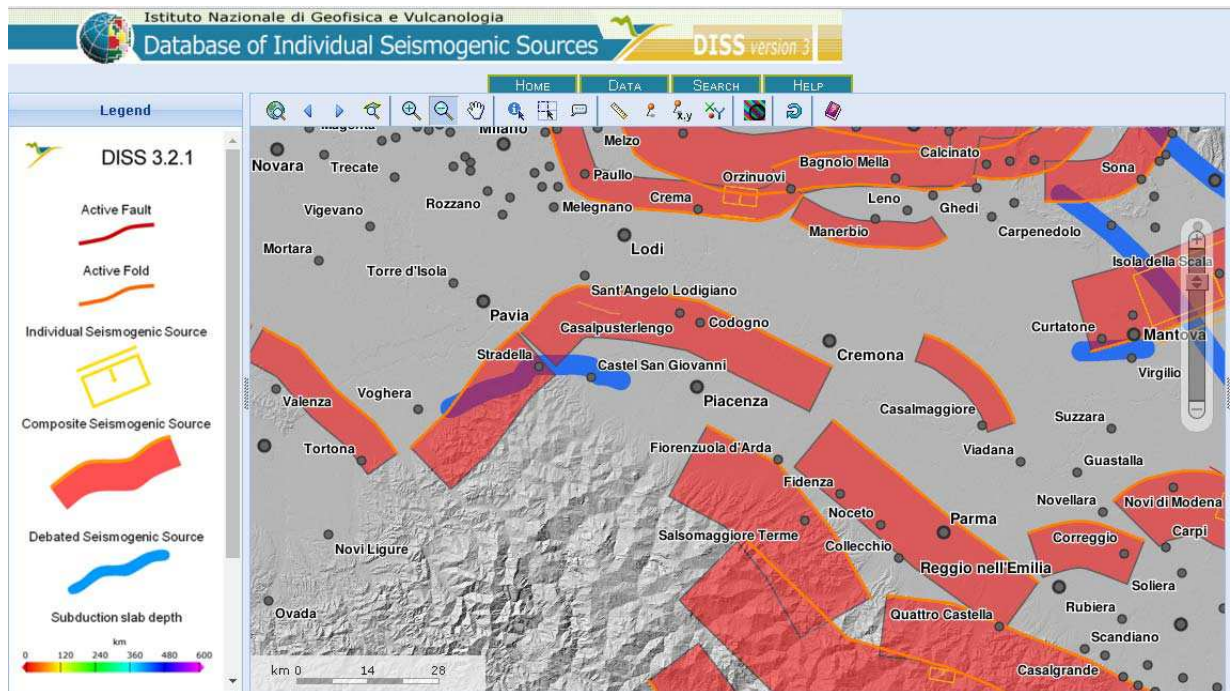 Istituto Nazionale di Geofisica e Vulcanologia
Database of Individual Seismogenic Sources
DISS version 3
HOME DATA SEARCH HELP
Legend
DISS 3.2.1
Active Fault
Active Fold
Individual Seismogenic Source
Composite Seismogenic Source
Debated Seismogenic Source
Subduction slab depth
km
0 120 240 360 480 600
x,y
XY
Magenta
Milano
Melzo
Calcinato
Novara
Trecate
Bagnolo Mella
Sona
Paullo
Orzinuovi
Vigevano
Rozzano
Melegnano
Crema
Leno
Ghedi
Manerbio
Carpenedolo
Mortara
Lodi
Torre d'Isola
Isola della Scala
Sant'Angelo Lodigiano
Pavia
Casalpusterlengo
Codogno
Curtatone
Mantova
Stradella
Cremona
Castel San Giovanni
Virgilio
Voghera
Valenza
Piacenza
Casalmaggiore
Suzzara
Tortona
Fiorenzuola d'Arda
Viadana
Guastalla
Fidenza
Novellara
Novi di Modena
Noceto
Parma
Salsomaggiore Terme
Correggio
Carpi
Novi Ligure
Collecchio
Reggio nell'Emilia
Soliera
Ovada
Quattro Castella
Rubiera
Scandiano
Casalgrande
km 0 14 28